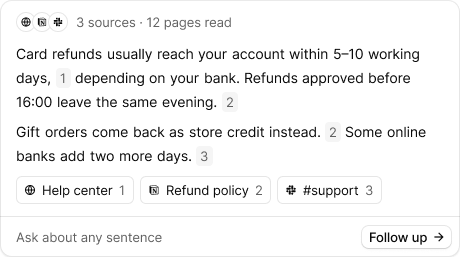 3 sources · 12 pages read
Card refunds usually reach your account within 5–10 working
days, 1 depending on your bank. Refunds approved before
16:00 leave the same evening. 2
Gift orders come back as store credit instead. 2 Some online
banks add two more days. 3
Help center 1 Refund policy 2 #support 3
Ask about any sentence Follow up →